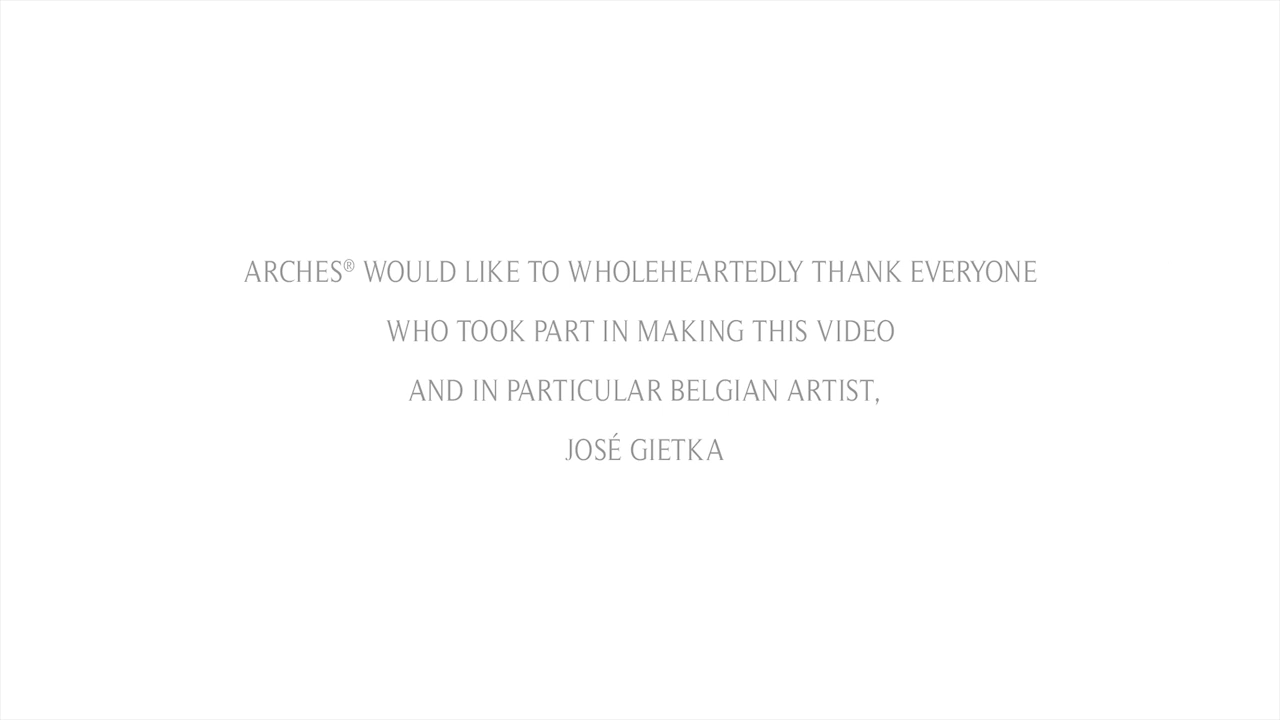 ARCHES® WOULD LIKE TO WHOLEHEARTEDLY THANK EVERYONE
WHO TOOK PART IN MAKING THIS VIDEO
AND IN PARTICULAR BELGIAN ARTIST,
JOSÉ GIETKA